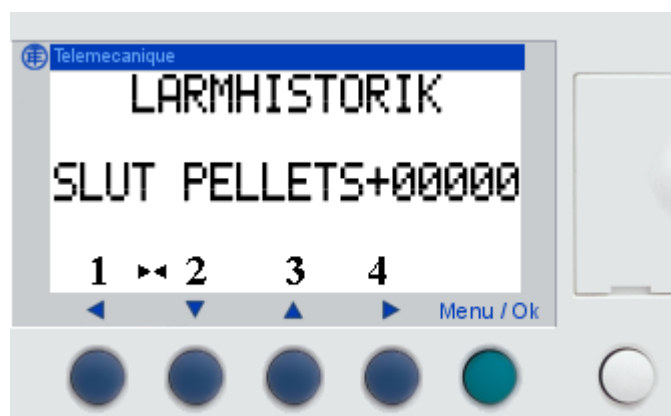 Telemecanique
LARMHISTORIK
SLUT PELLETS+00000
1 2 3 4
Menu / Ok